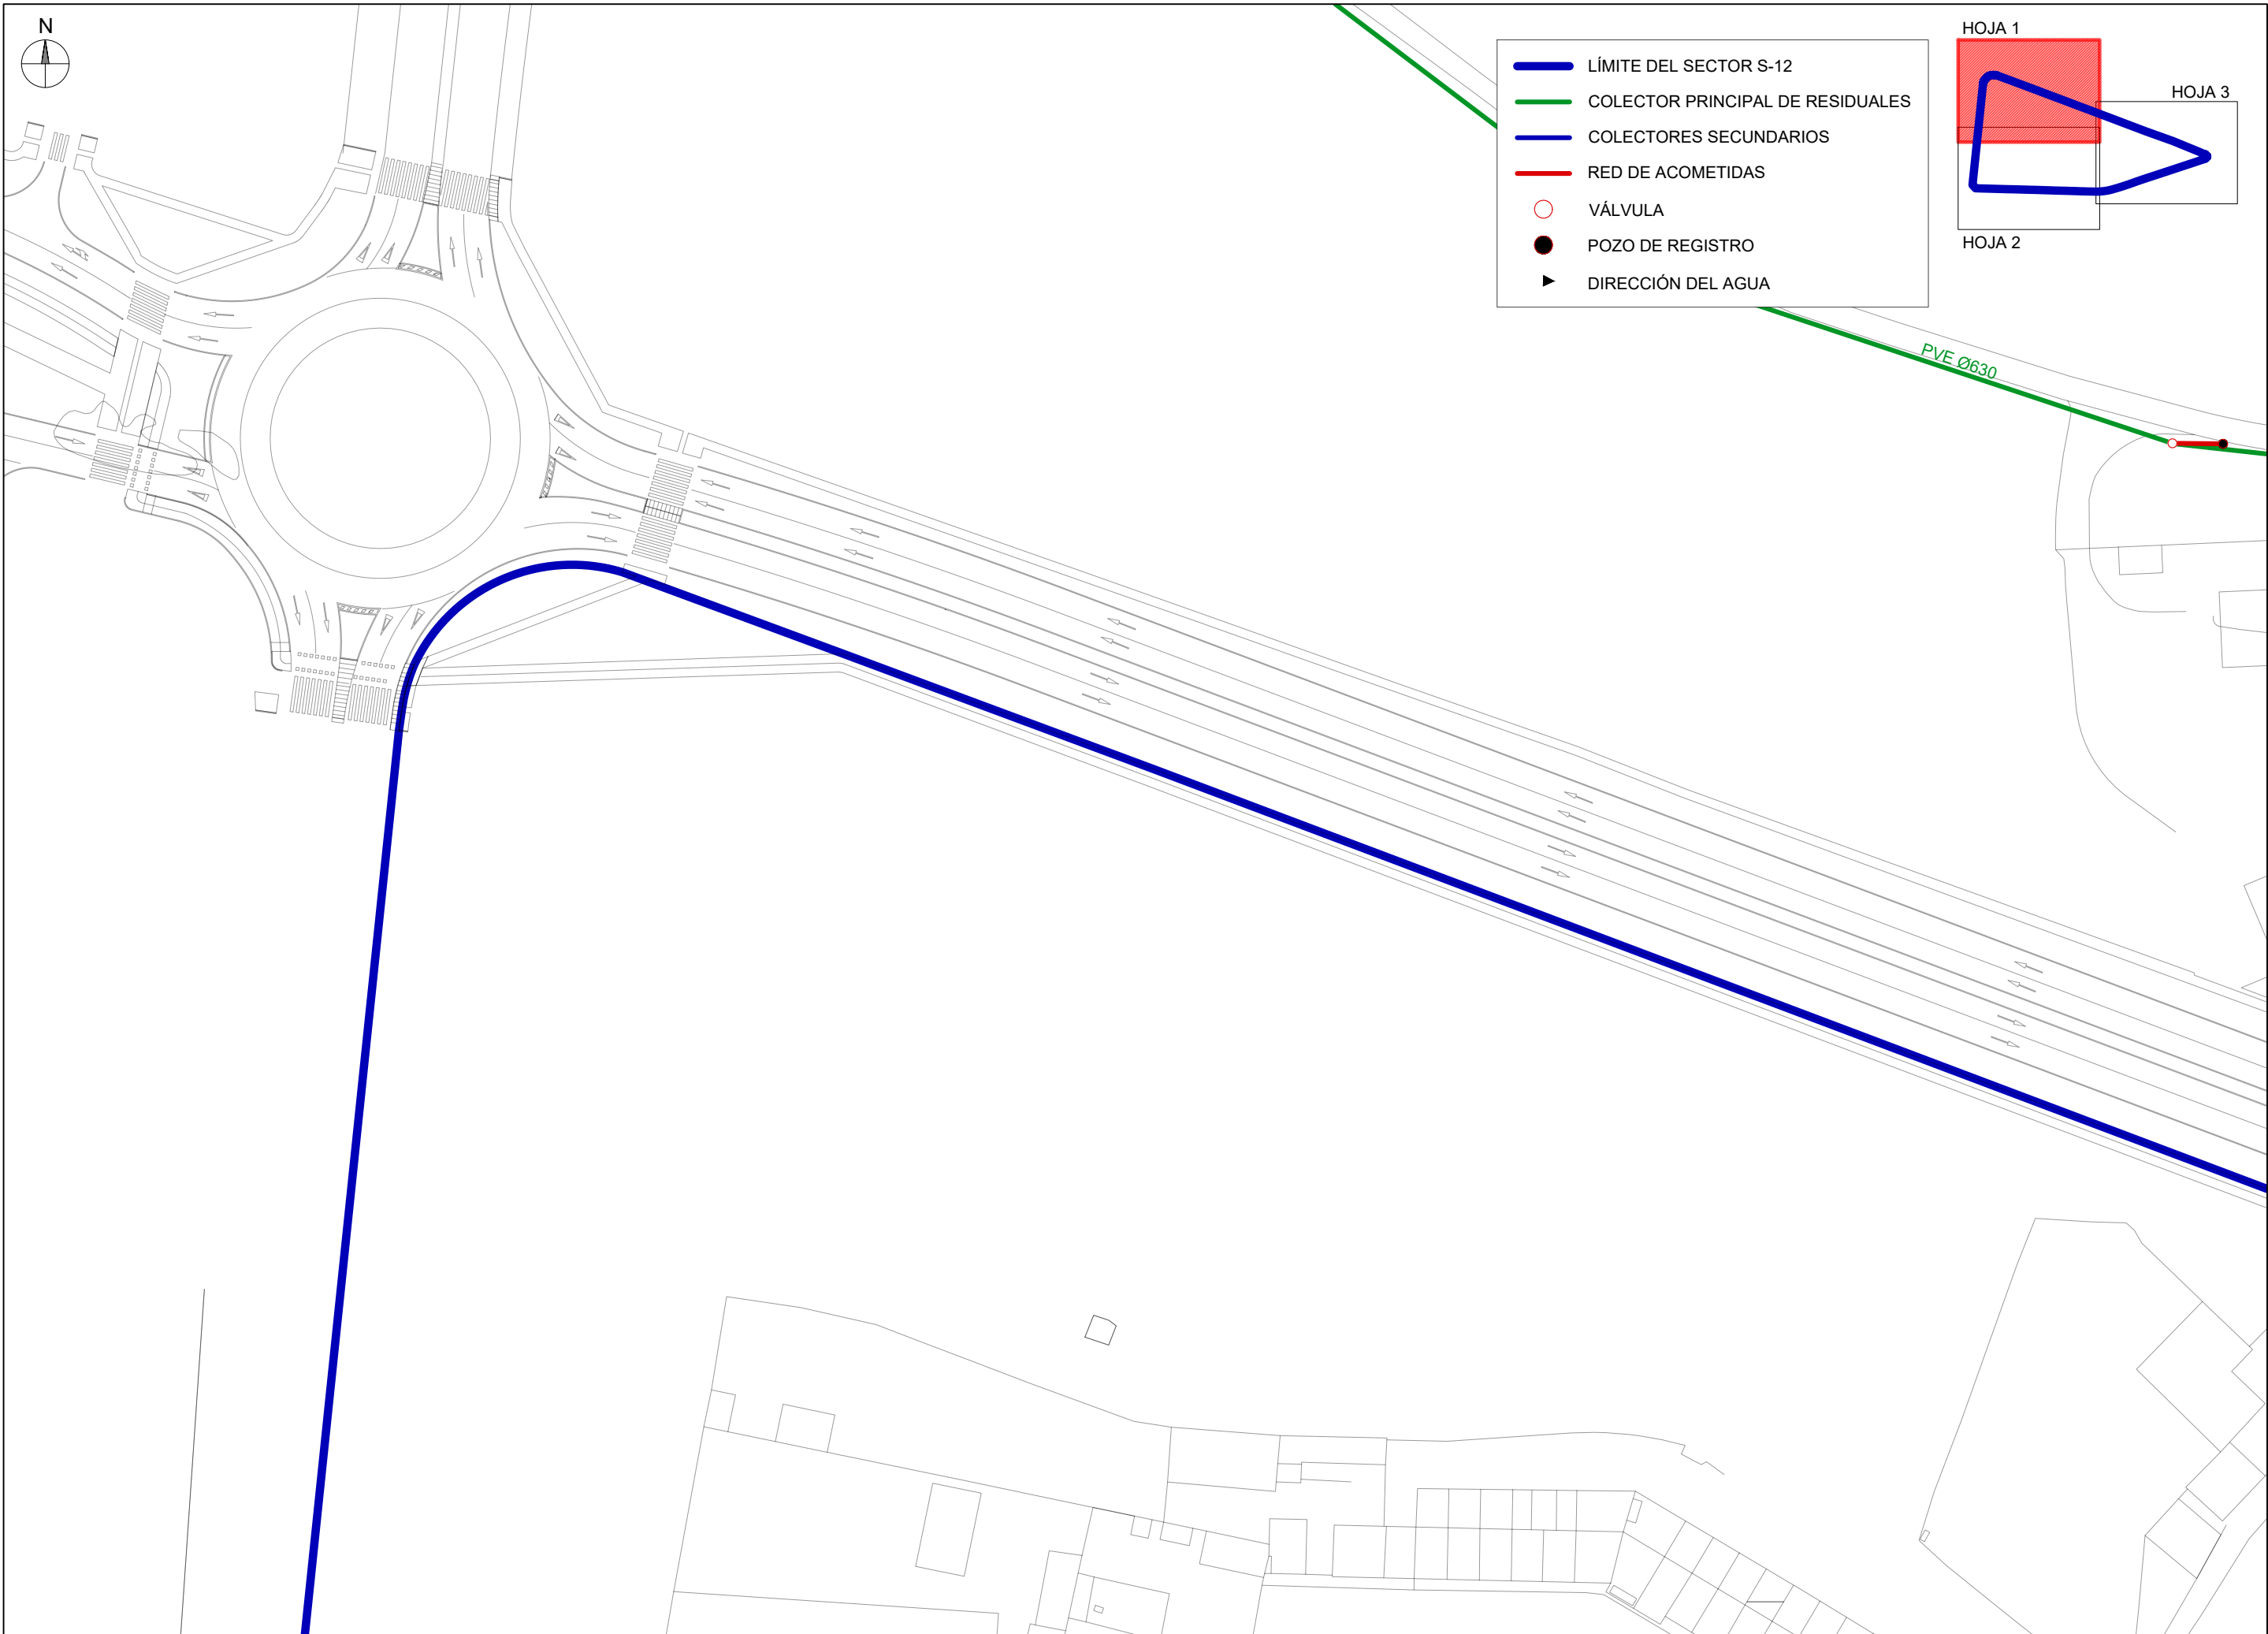 N
LÍMITE DEL SECTOR S-12
COLECTOR PRINCIPAL DE RESIDUALES
COLECTORES SECUNDARIOS
RED DE ACOMETIDAS
VÁLVULA
POZO DE REGISTRO
DIRECCIÓN DEL AGUA
HOJA 1
HOJA 3
HOJA 2
PVE Ø630